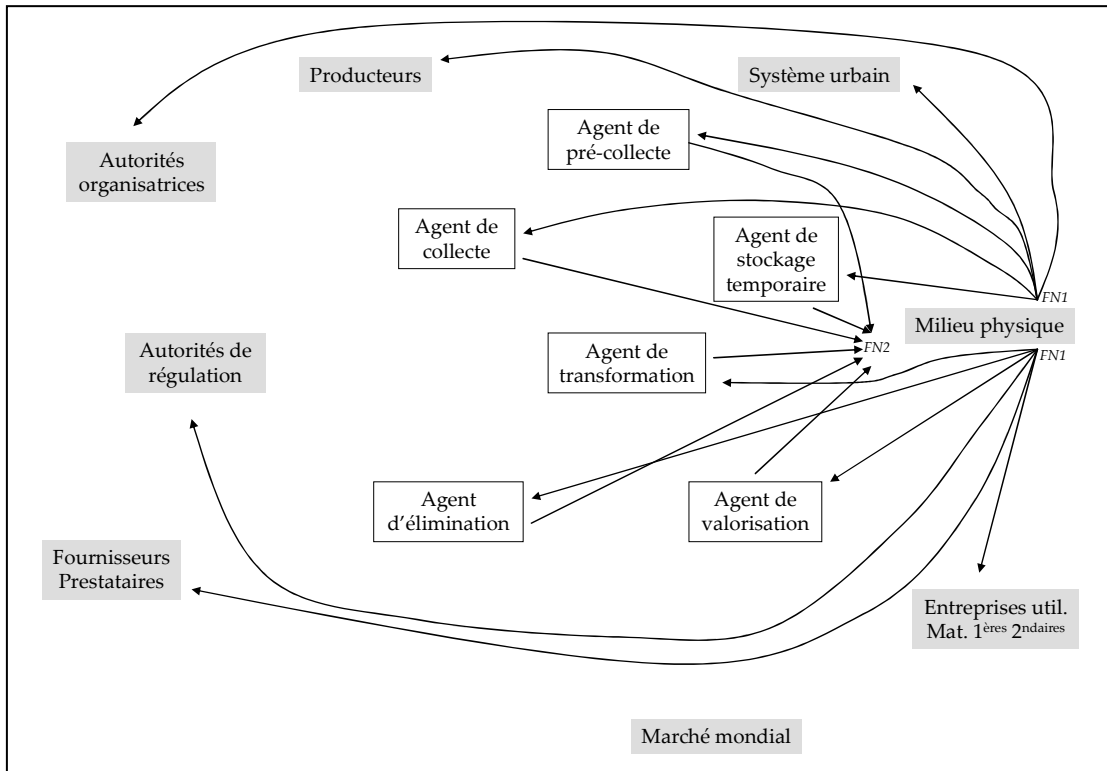 Producteurs
Système urbain
Agent de
pré-collecte
Autorités
organisatrices
Agent de
collecte
Agent de
stockage
temporaire
FN1
Milieu physique
FN1
FN2
Autorités de
régulation
Agent de
transformation
Agent
d’élimination
Agent de
valorisation
Fournisseurs
Prestataires
Entreprises util.
Mat. 1ères 2ndaires
Marché mondial